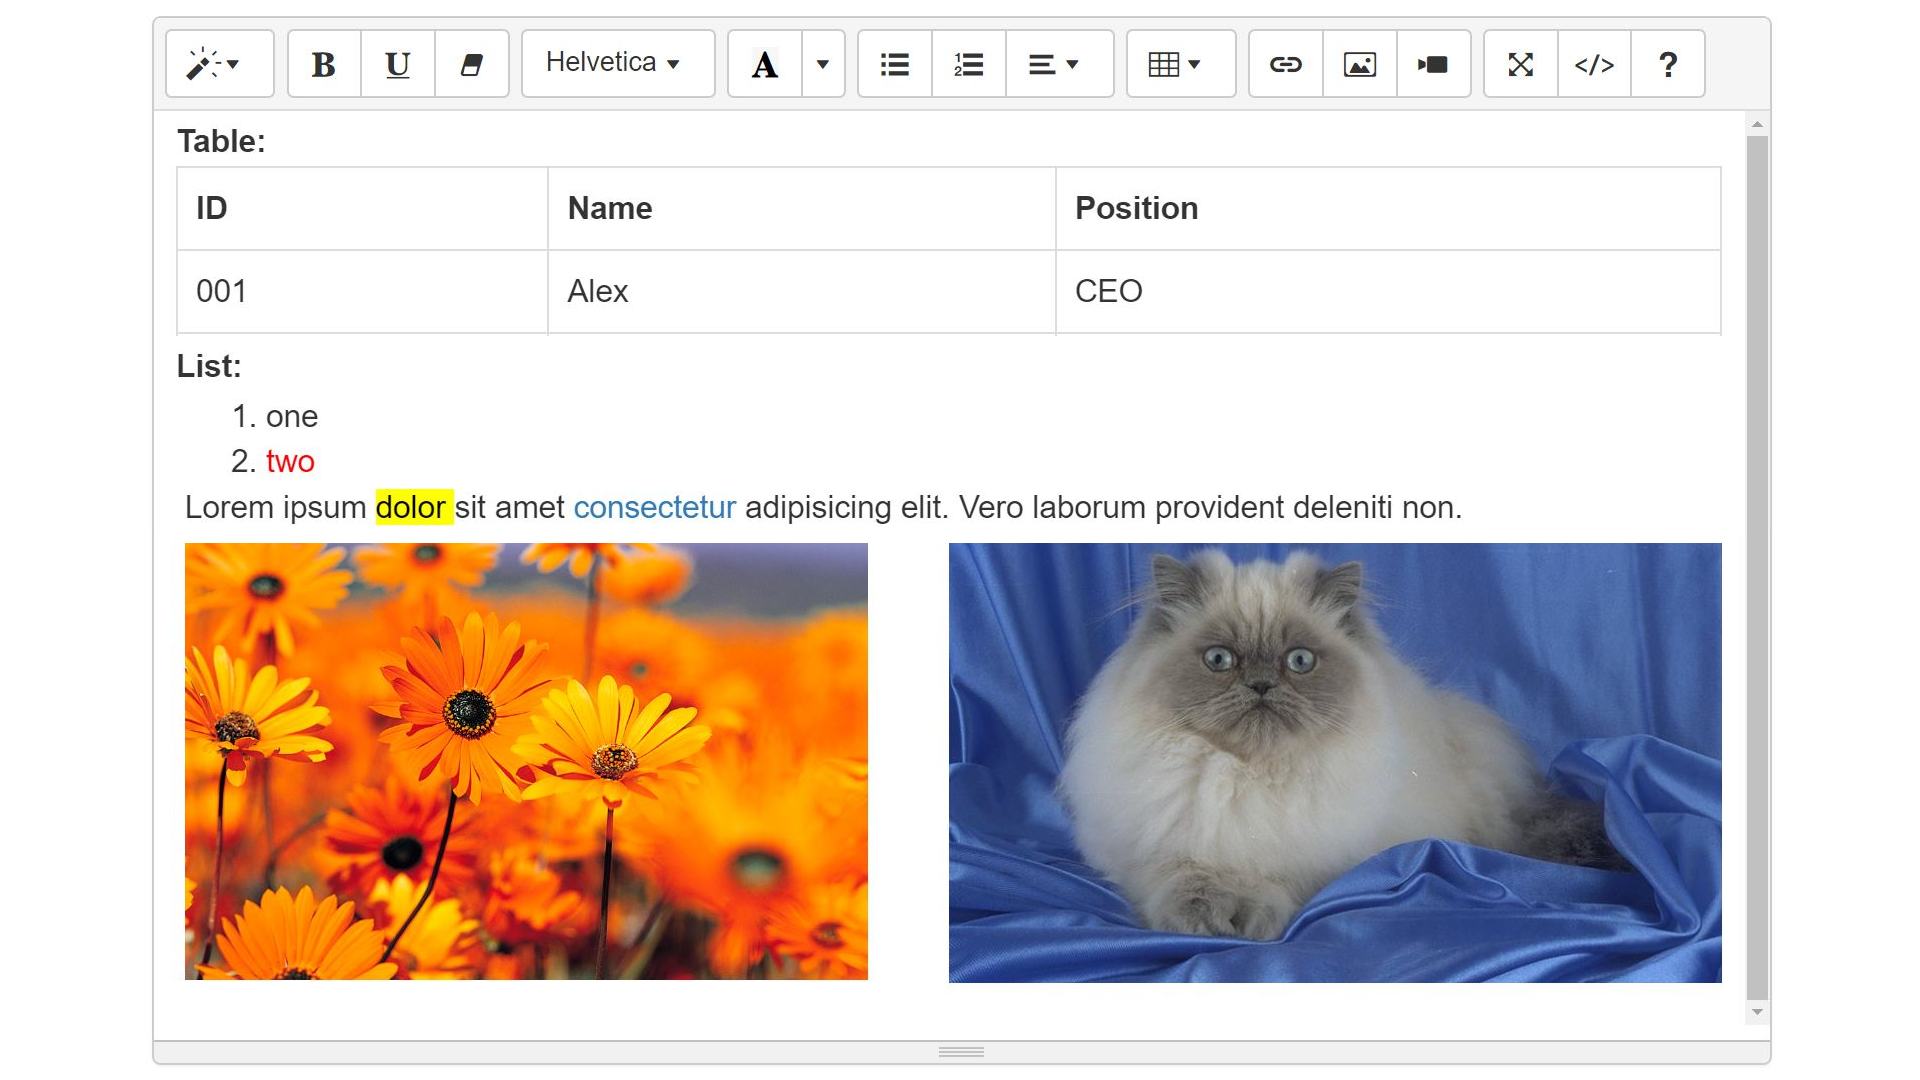 B U Helvetica A </> ?
Table:
ID Name Position
001 Alex CEO
List:
1. one
2. two
Lorem ipsum dolor sit amet consectetur adipisicing elit. Vero laborum provident deleniti non.